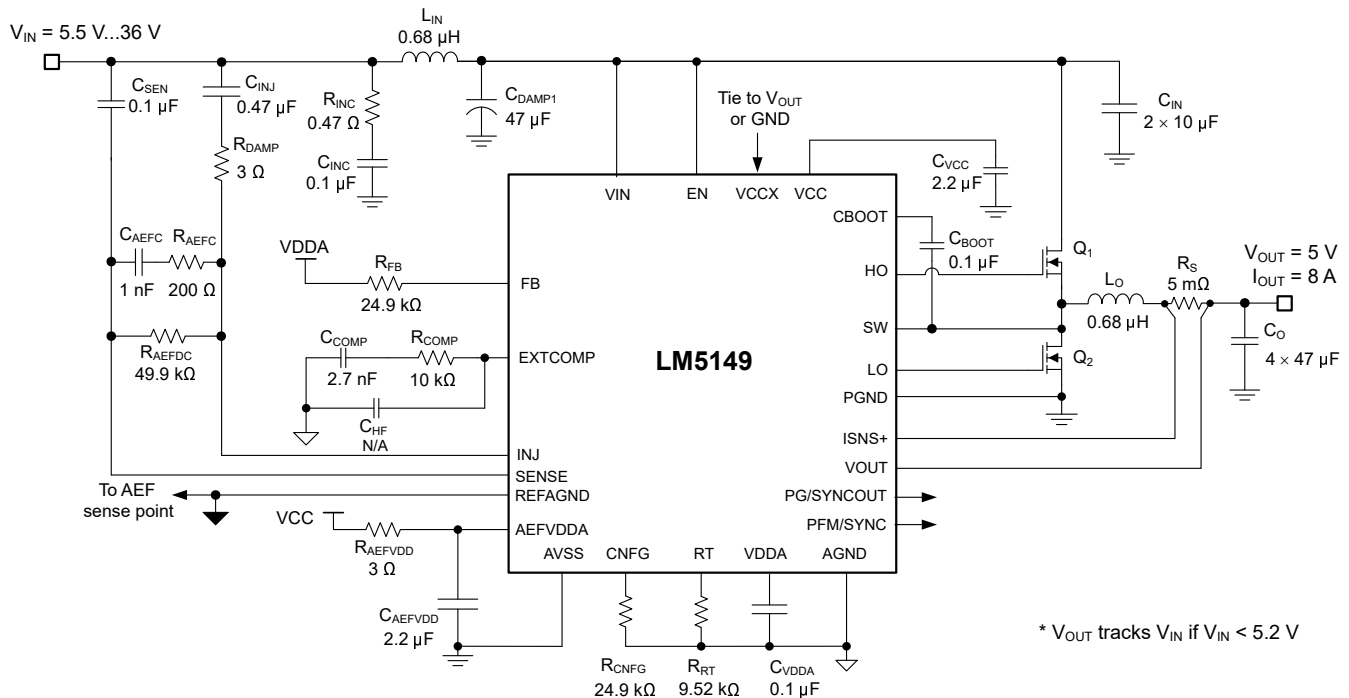 V_IN = 5.5 V...36 V
L_IN
0.68 µH
C_SEN
0.1 µF
C_INJ
0.47 µF
R_DAMP
3 Ω
R_INC
0.47 Ω
C_INC
0.1 µF
C_DAMP1
47 µF
Tie to V_OUT
or GND
C_VCC
2.2 µF
C_IN
2 × 10 µF
VIN
EN
VCCX
VCC
CBOOT
C_BOOT
0.1 µF
HO
Q_1
V_OUT = 5 V
I_OUT = 8 A
L_O
0.68 µH
R_S
5 mΩ
SW
C_O
4 × 47 µF
LO
Q_2
PGND
ISNS+
VOUT
PG/SYNCOUT
PFM/SYNC
LM5149
C_AEFC
1 nF
R_AEFC
200 Ω
R_AEFDC
49.9 kΩ
VDDA
R_FB
24.9 kΩ
FB
C_COMP
2.7 nF
R_COMP
10 kΩ
EXTCOMP
C_HF
N/A
INJ
SENSE
REFAGND
To AEF
sense point
VCC
AEFVDDA
R_AEFVDD
3 Ω
C_AEFVDD
2.2 µF
AVSS
CNFG
RT
VDDA
AGND
R_CNFG
24.9 kΩ
R_RT
9.52 kΩ
C_VDDA
0.1 µF
* V_OUT tracks V_IN if V_IN < 5.2 V